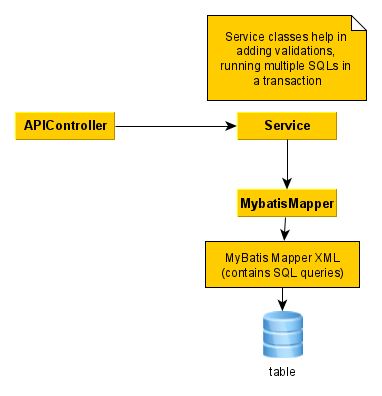 Service classes help in
adding validations,
running multiple SQLs in
a transaction
APIController
Service
MybatisMapper
MyBatis Mapper XML
(contains SQL queries)
table